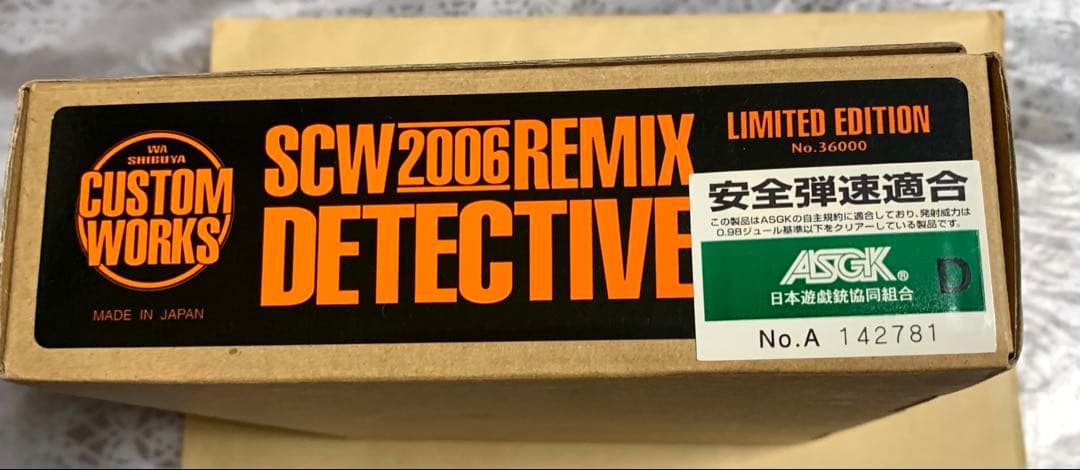 WA
SHIBUYA
CUSTOM
WORKS
MADE IN JAPAN
SCW2006REMIX
DETECTIVE
LIMITED EDITION
No.36000
安全弾速適合
この製品はASGKの自主規約に適合しており、発射威力は
0.98ジュール基準以下をクリアーしている製品です。
ASGK®
D
日本遊戯銃協同組合
No.A 142781